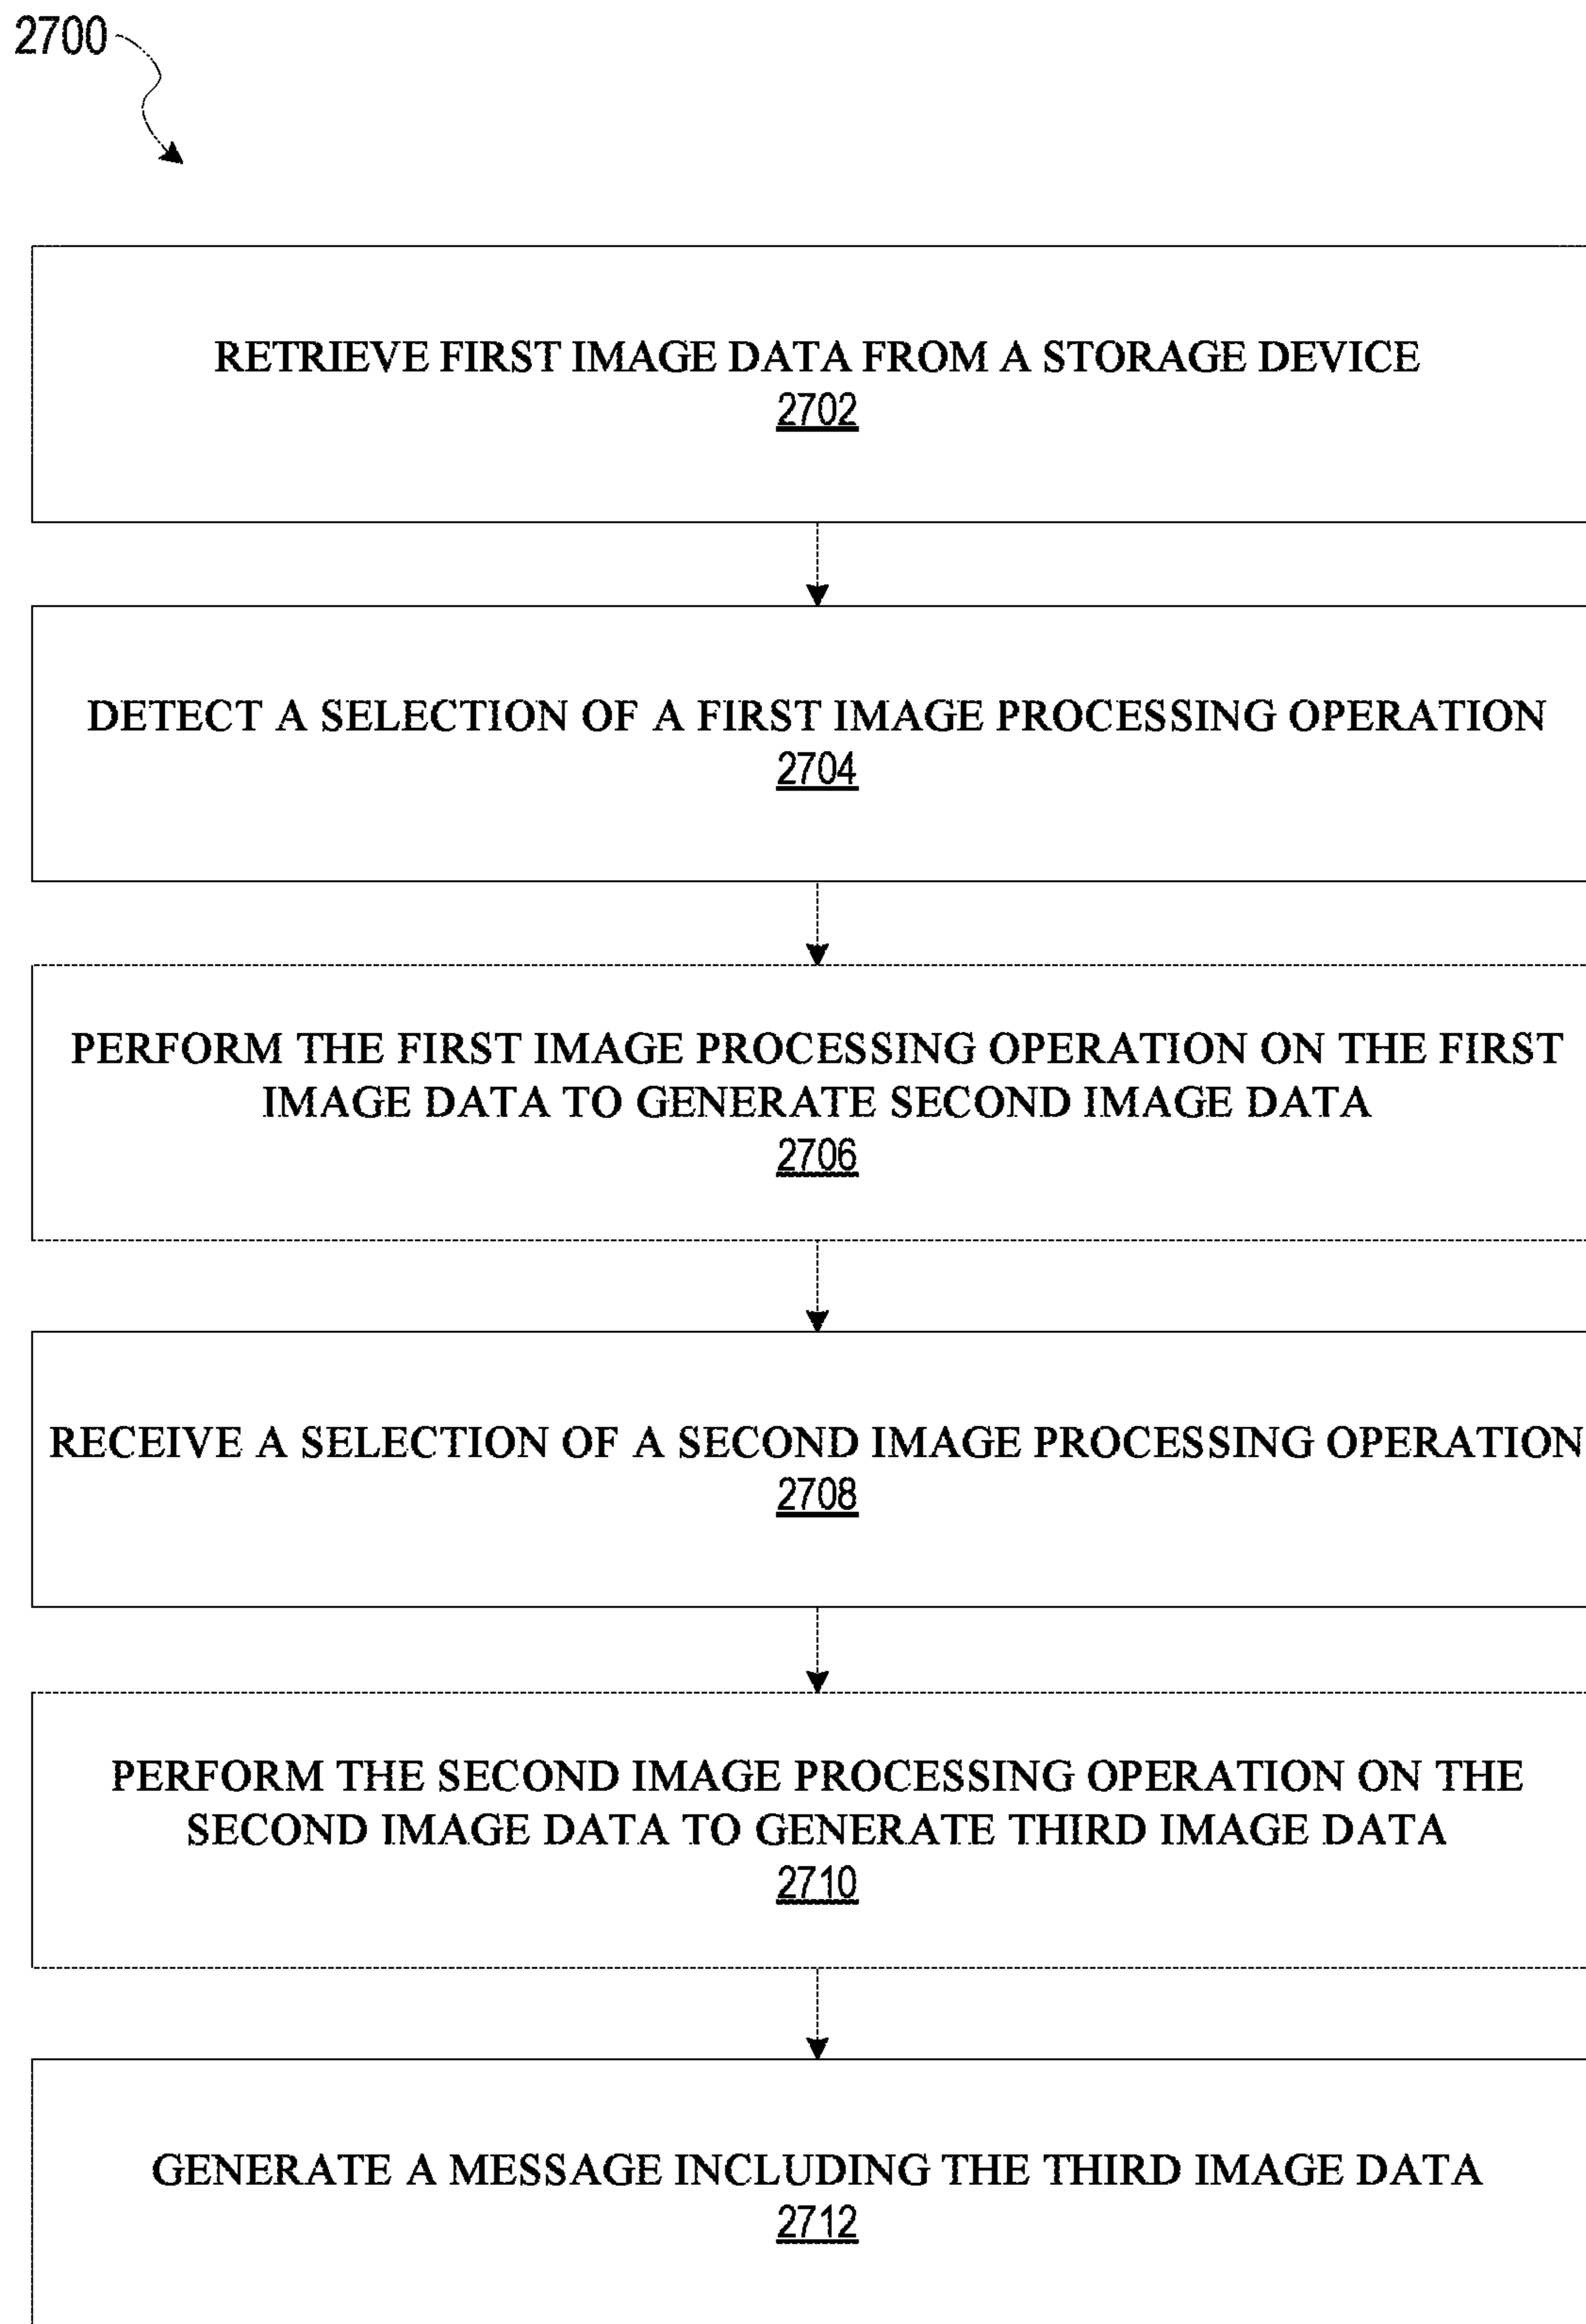 2700
RETRIEVE FIRST IMAGE DATA FROM A STORAGE DEVICE
2702
DETECT A SELECTION OF A FIRST IMAGE PROCESSING OPERATION
2704
PERFORM THE FIRST IMAGE PROCESSING OPERATION ON THE FIRST
IMAGE DATA TO GENERATE SECOND IMAGE DATA
2706
RECEIVE A SELECTION OF A SECOND IMAGE PROCESSING OPERATION
2708
PERFORM THE SECOND IMAGE PROCESSING OPERATION ON THE
SECOND IMAGE DATA TO GENERATE THIRD IMAGE DATA
2710
GENERATE A MESSAGE INCLUDING THE THIRD IMAGE DATA
2712